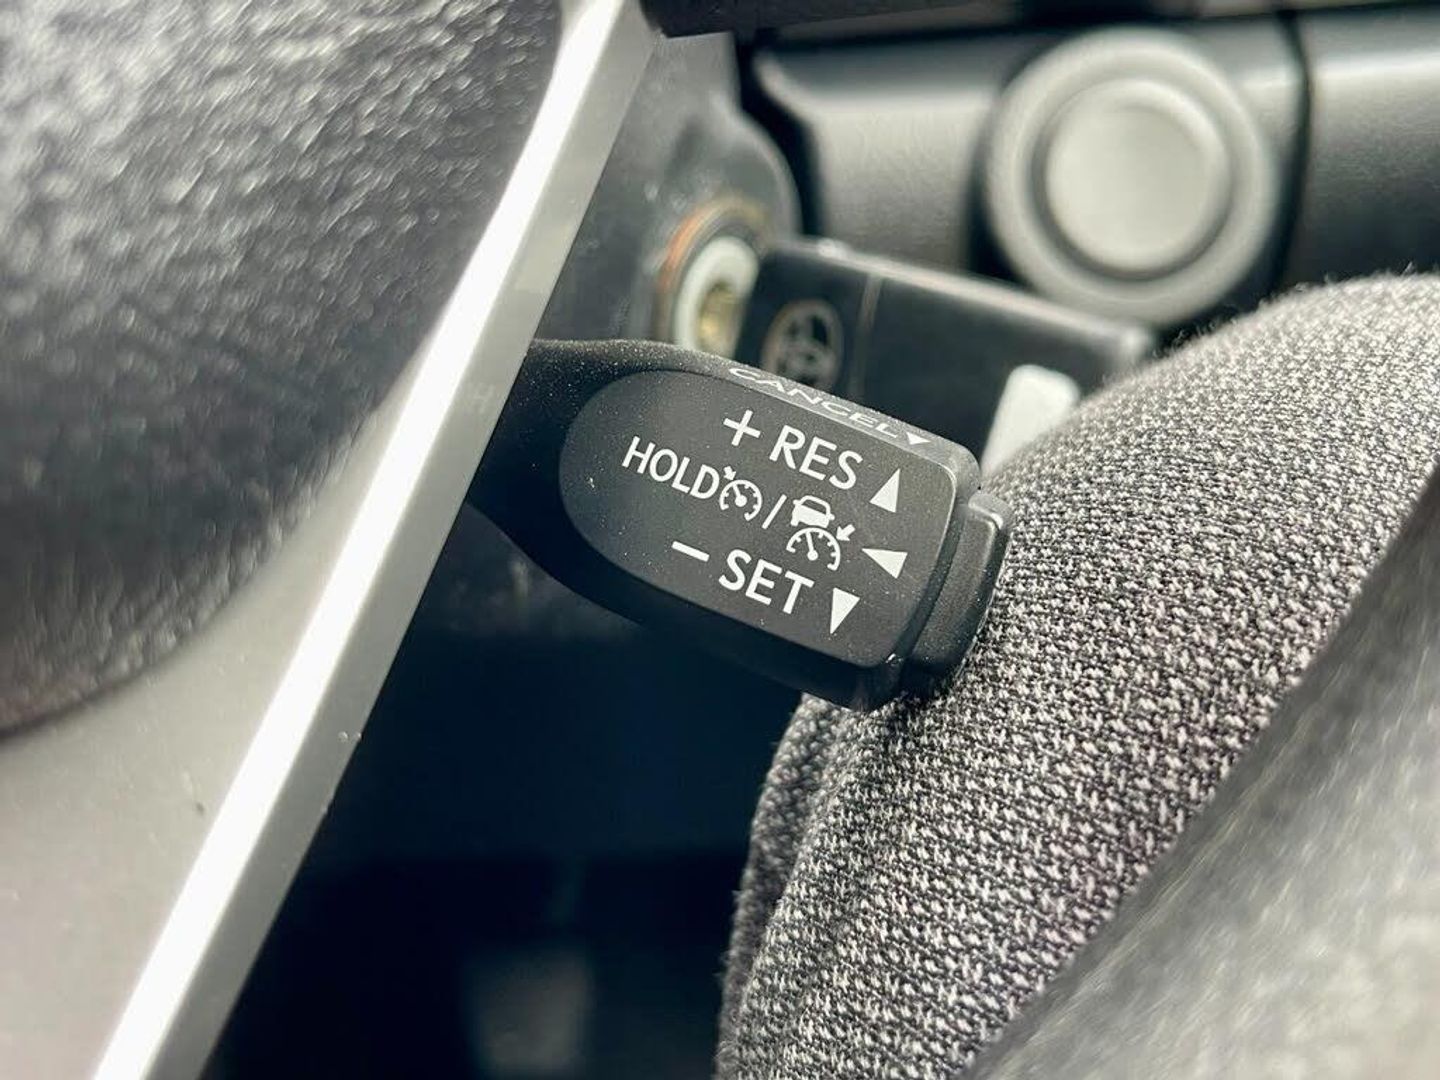 CANCEL
+ RES
HOLD /
− SET